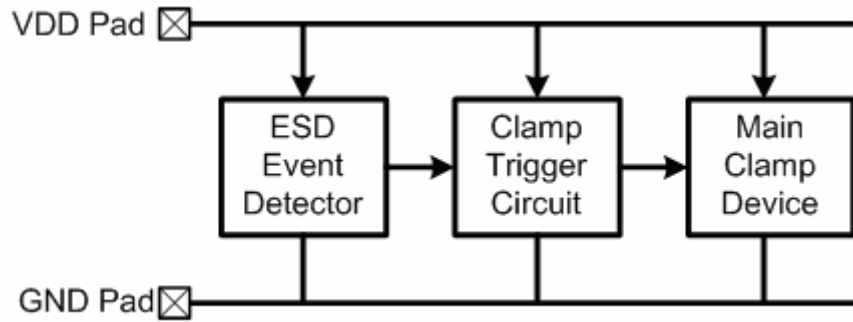 VDD Pad
ESD
Event
Detector
Clamp
Trigger
Circuit
Main
Clamp
Device
GND Pad